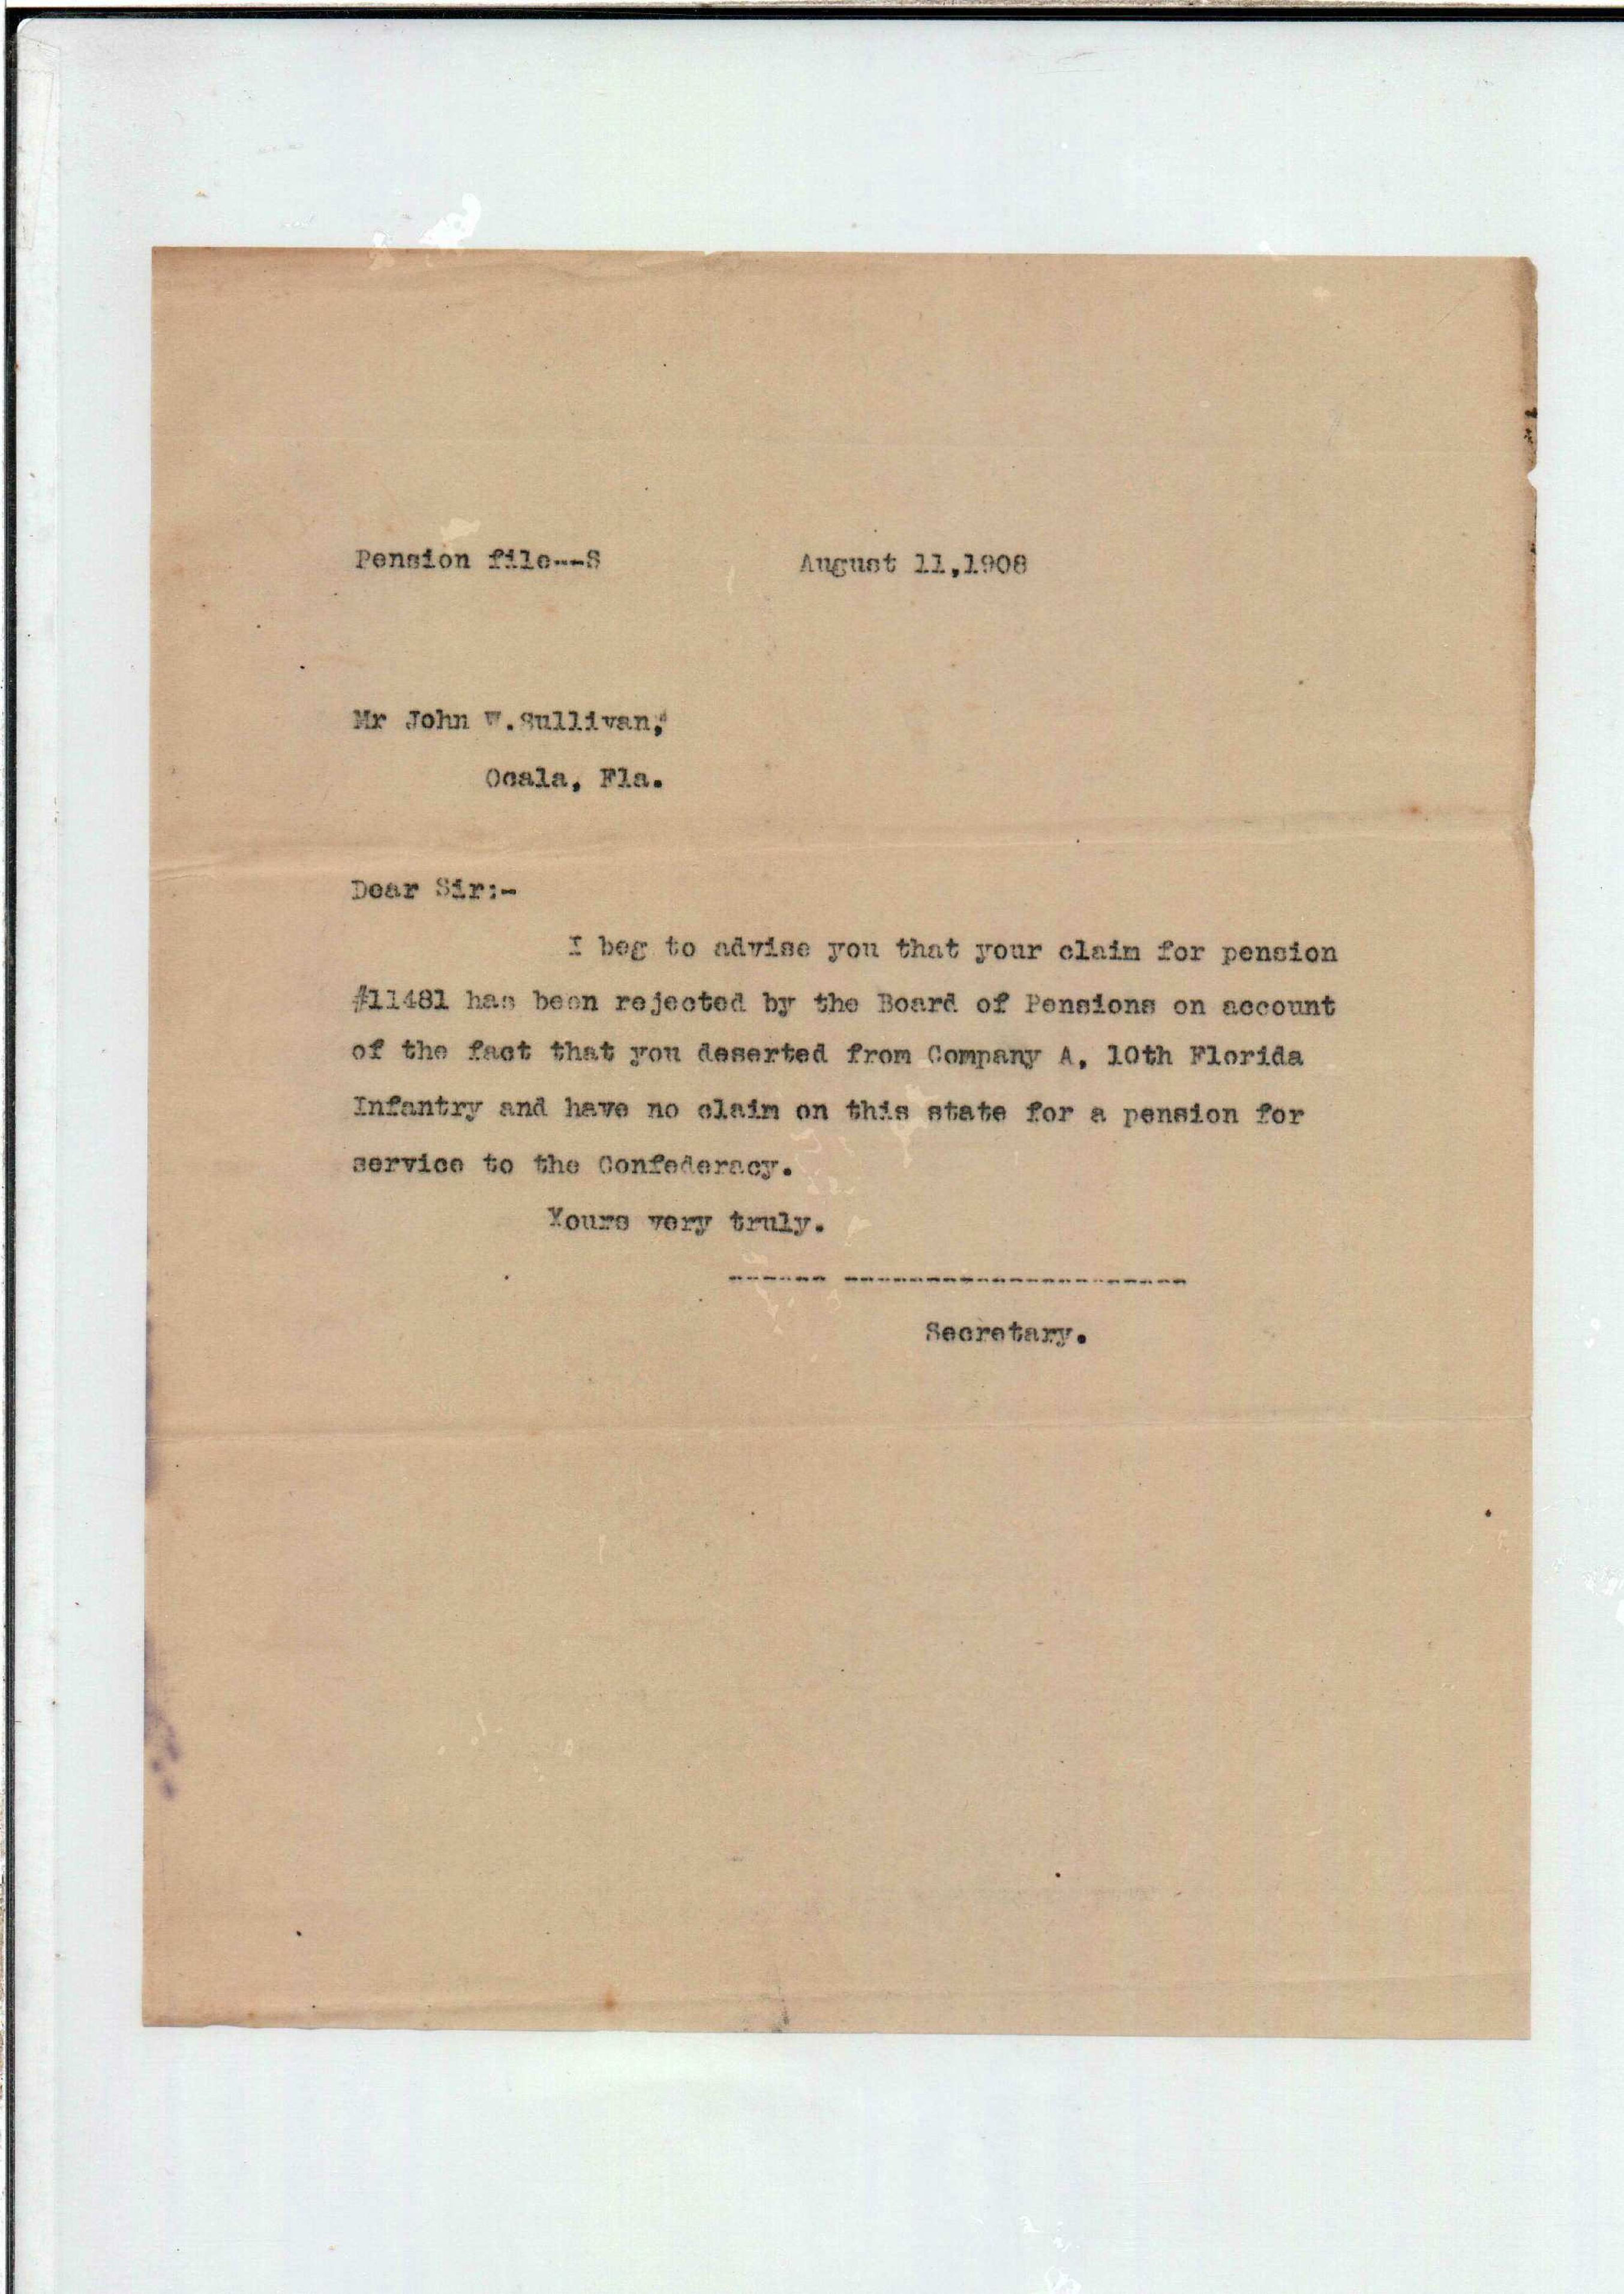 Pension file--S August 11,1908
Mr John W.Sullivan,
Ocala, Fla.
Dear Sir:-
I beg to advise you that your claim for pension
#11481 has been rejected by the Board of Pensions on account
of the fact that you deserted from Company A, 10th Florida
Infantry and have no claim on this state for a pension for
service to the Confederacy.
Yours very truly.
------ ---------------------
Secretary.